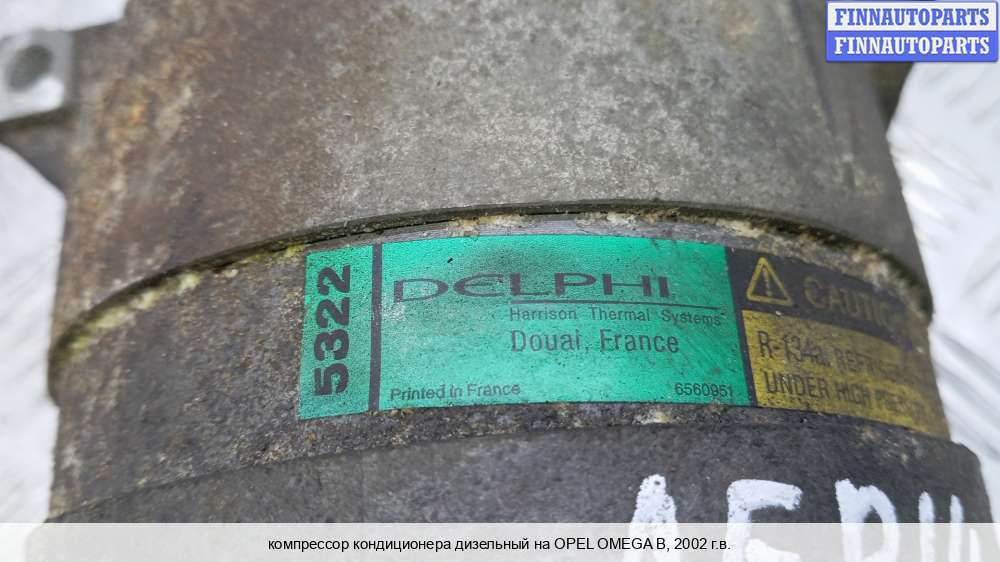 FINNAUTOPARTS
FINNAUTOPARTS
5322
DELPHI
Harrison Thermal Systems
Douai, France
Printed in France
6560951
CAUTION
R-134a
UNDER HIGH
компрессор кондиционера дизельный на OPEL OMEGA B, 2002 г.в.